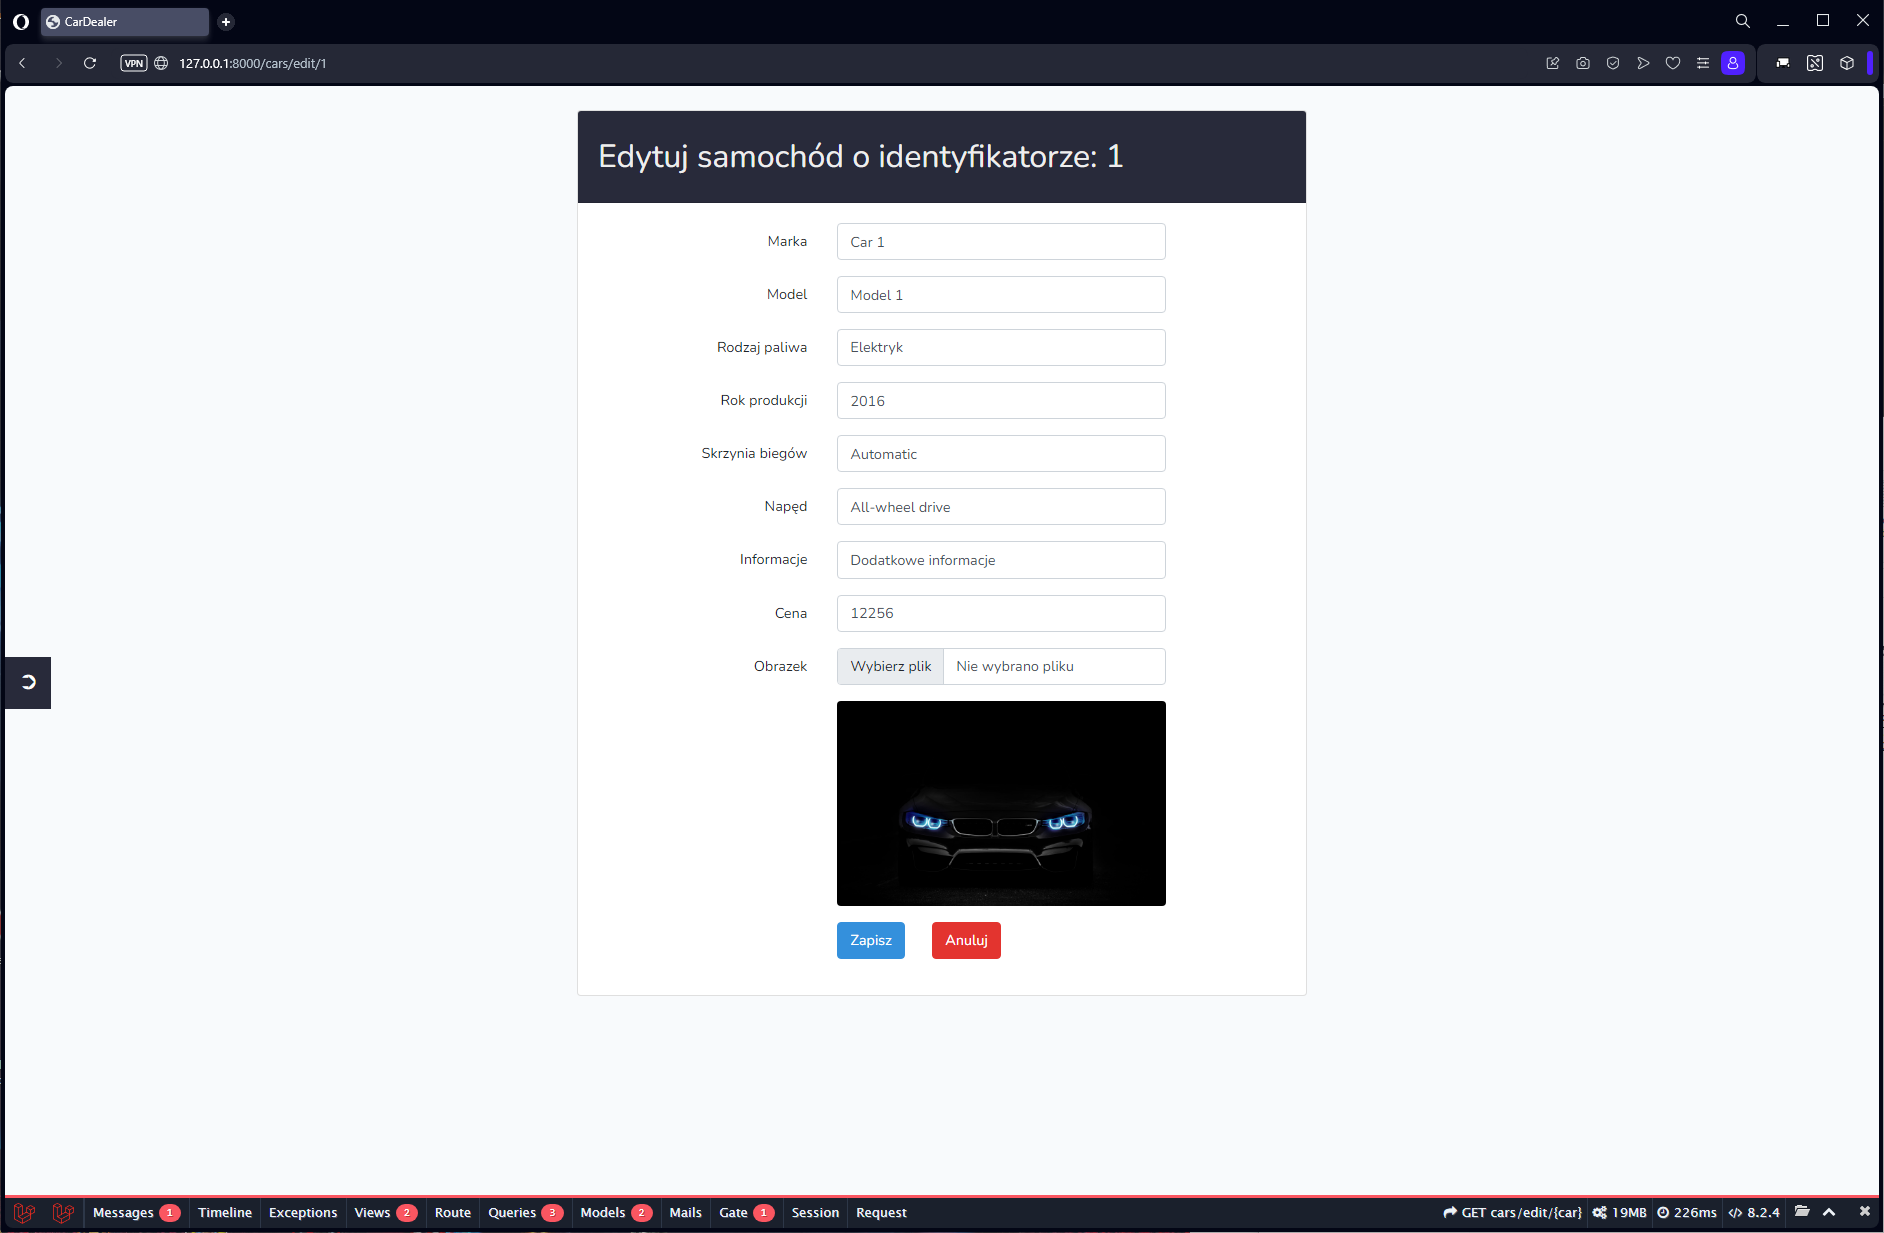 CarDealer
VPN 127.0.0.1:8000/cars/edit/1
Edytuj samochód o identyfikatorze: 1
Marka Car 1
Model Model 1
Rodzaj paliwa Elektryk
Rok produkcji 2016
Skrzynia biegów Automatic
Napęd All-wheel drive
Informacje Dodatkowe informacje
Cena 12256
Obrazek Wybierz plik Nie wybrano pliku
Zapisz Anuluj
Messages 1 Timeline Exceptions Views 2 Route Queries 3 Models 2 Mails Gate 1 Session Request GET cars/edit/{car} 19MB 226ms 8.2.4